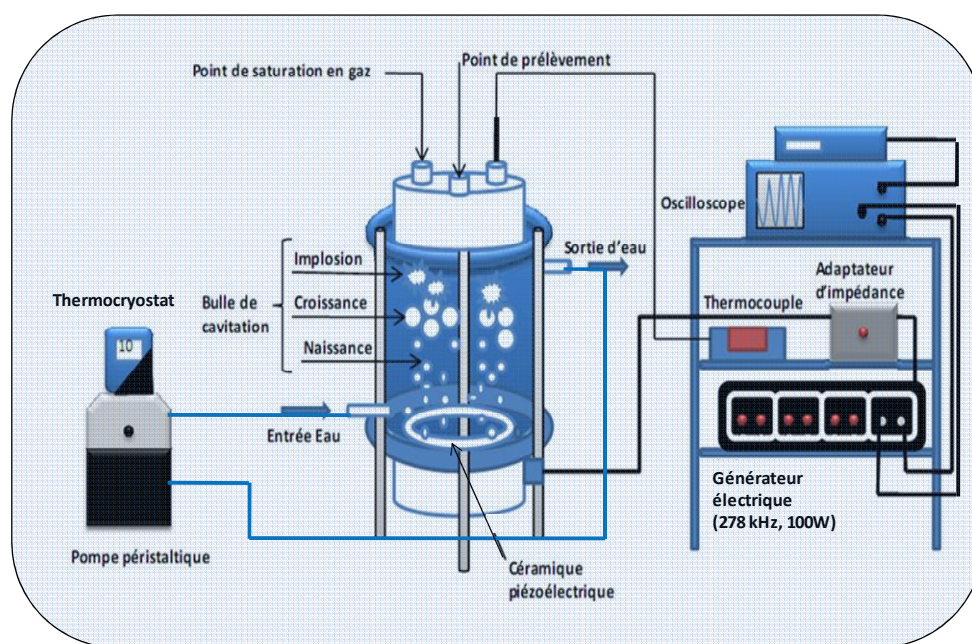 Point de prélèvement
Point de saturation en gaz
Oscilloscope
Sortie d'eau
Implosion
Adaptateur
d'impédance
Thermocryostat
Bulle de
cavitation
Croissance
Thermocouple
Naissance
10
Entrée Eau
Générateur
électrique
(278 kHz, 100W)
Pompe péristaltique
Céramique
piézoélectrique